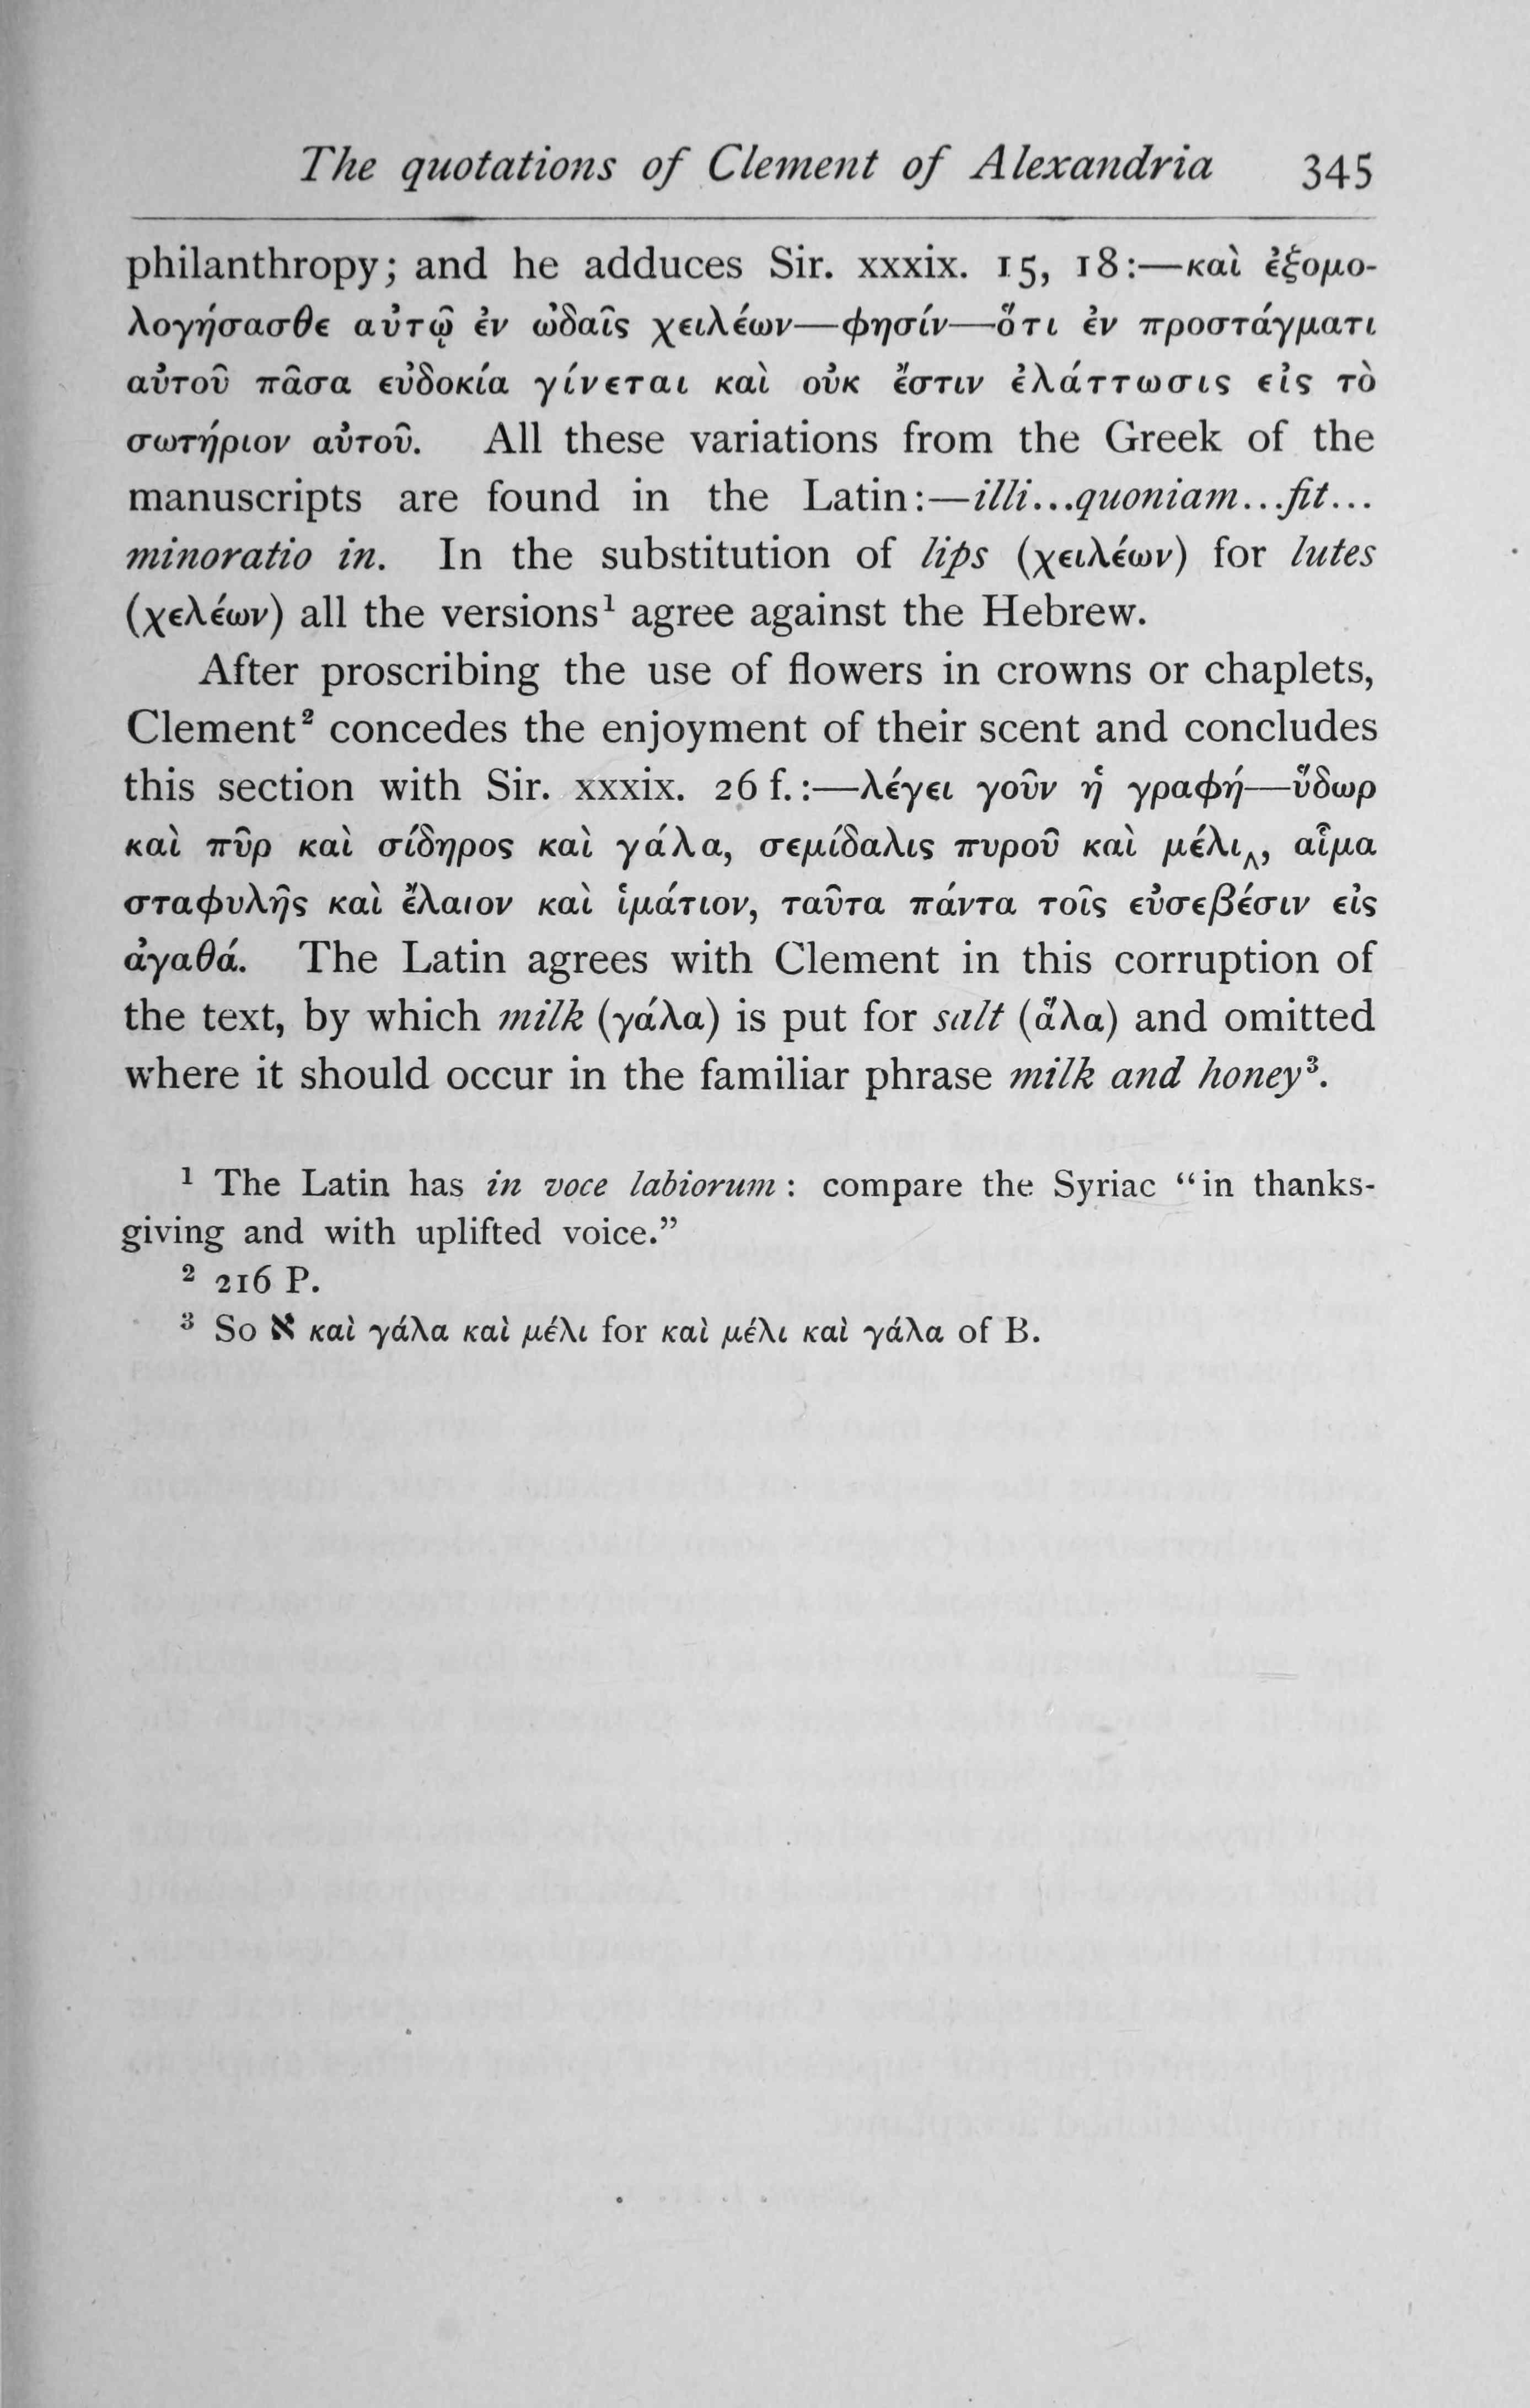 The quotations of Clement of Alexandria 345
philanthropy; and he adduces Sir. xxxix. 15, 18:—καὶ ἐξομο-
λογήσασθε αὐτῷ ἐν ᾠδαῖς χειλέων—φησίν—ὅτι ἐν προστάγματι
αὐτοῦ πᾶσα εὐδοκία γίνεται καὶ οὐκ ἔστιν ἐλάττωσις εἰς τὸ
σωτήριον αὐτοῦ. All these variations from the Greek of the
manuscripts are found in the Latin:—illi...quoniam...fit...
minoratio in. In the substitution of lips (χειλέων) for lutes
(χελέων) all the versions¹ agree against the Hebrew.
After proscribing the use of flowers in crowns or chaplets,
Clement² concedes the enjoyment of their scent and concludes
this section with Sir. xxxix. 26 f.:—λέγει γοῦν ἡ γραφή—ὕδωρ
καὶ πῦρ καὶ σίδηρος καὶ γάλα, σεμίδαλις πυροῦ καὶ μέλι‸, αἷμα
σταφυλῆς καὶ ἔλαιον καὶ ἱμάτιον, ταῦτα πάντα τοῖς εὐσεβέσιν εἰς
ἀγαθά. The Latin agrees with Clement in this corruption of
the text, by which milk (γάλα) is put for salt (ἅλα) and omitted
where it should occur in the familiar phrase milk and honey³.
¹ The Latin has in voce labiorum: compare the Syriac “in thanks-
giving and with uplifted voice.”
² 216 P.
³ So א καὶ γάλα καὶ μέλι for καὶ μέλι καὶ γάλα of B.